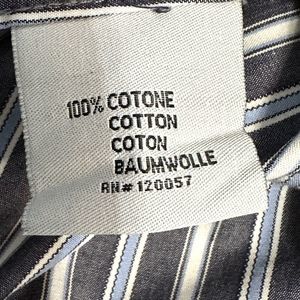 100% COTONE
COTTON
COTON
BAUMWOLLE
RN# 120057